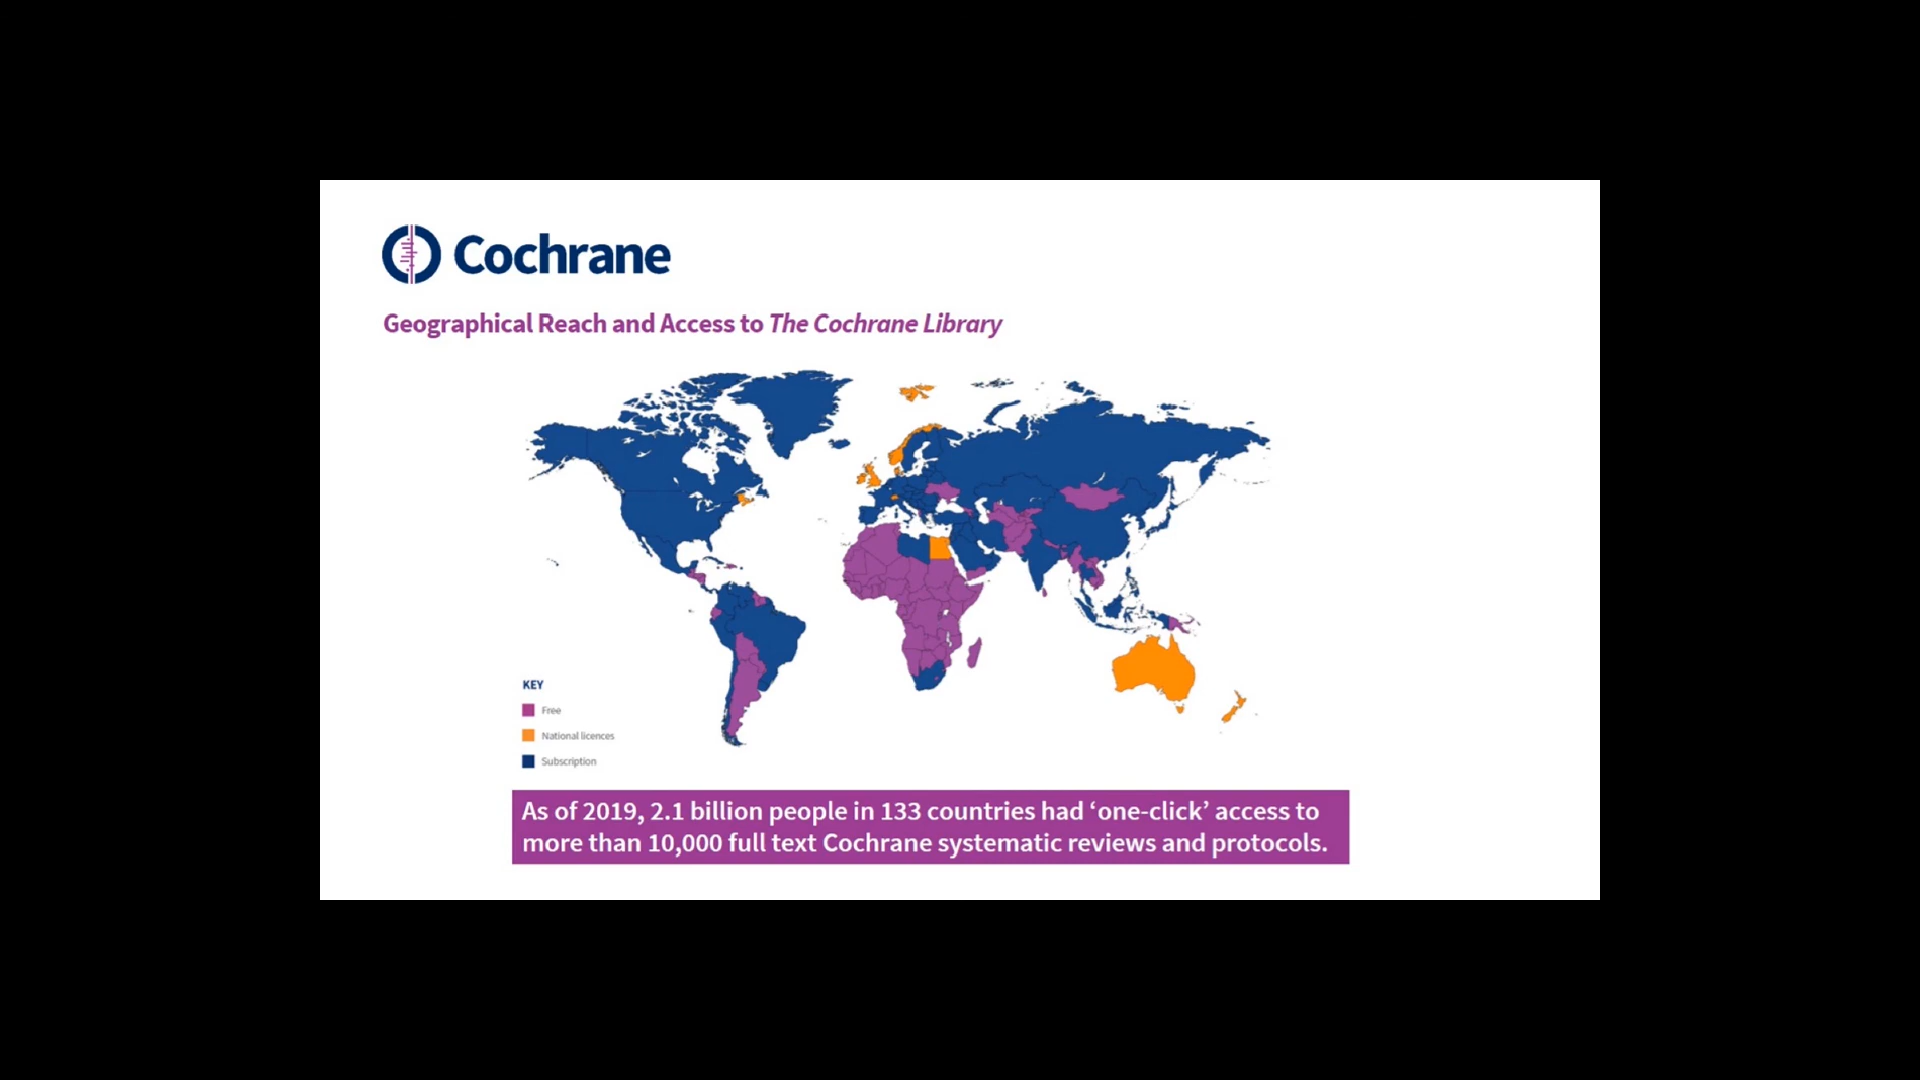 Cochrane
Geographical Reach and Access to The Cochrane Library
KEY
Free
National licences
Subscription
As of 2019, 2.1 billion people in 133 countries had ‘one-click’ access to
more than 10,000 full text Cochrane systematic reviews and protocols.